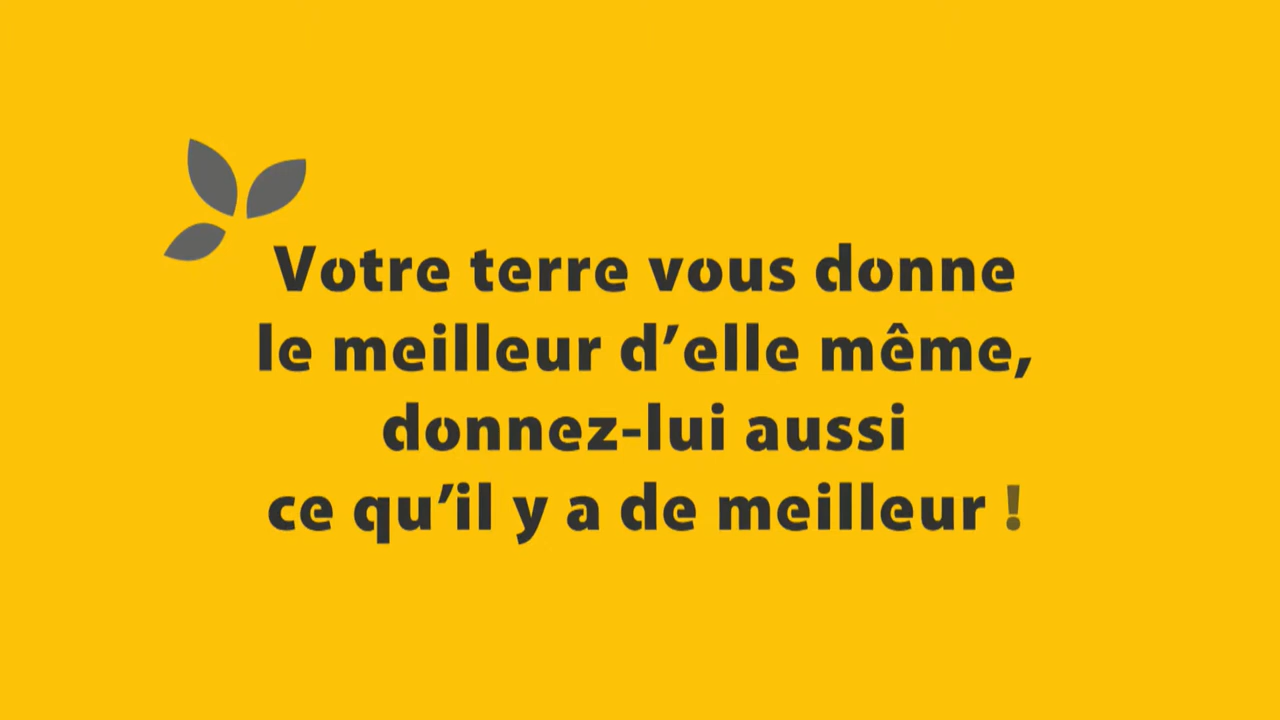 Votre terre vous donne
le meilleur d’elle même,
donnez-lui aussi
ce qu’il y a de meilleur !